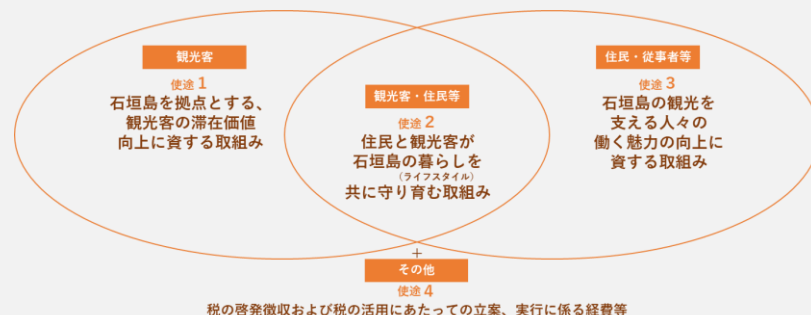 観光客
使途 1
石垣島を拠点とする、
観光客の滞在価値
向上に資する取組み
観光客・住民等
使途 2
住民と観光客が
石垣島の暮らしを
(ライフスタイル)
共に守り育む取組み
住民・従事者等
使途 3
石垣島の観光を
支える人々の
働く魅力の向上に
資する取組み
+
その他
使途 4
税の啓発徴収および税の活用にあたっての立案、実行に係る経費等